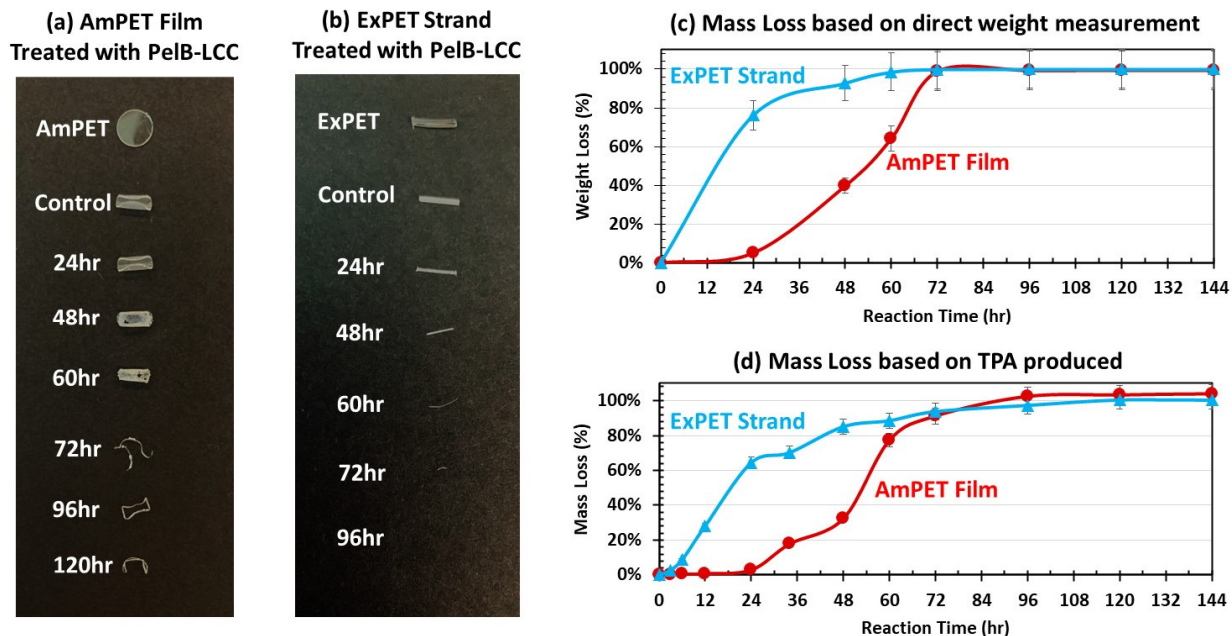 (a) AmPET Film
Treated with PelB-LCC
AmPET
Control
24hr
48hr
60hr
72hr
96hr
120hr
(b) ExPET Strand
Treated with PelB-LCC
ExPET
Control
24hr
48hr
60hr
72hr
96hr
(c) Mass Loss based on direct weight measurement
Weight Loss (%)
100%
80%
60%
40%
20%
0%
ExPET Strand
AmPET Film
0 12 24 36 48 60 72 84 96 108 120 132 144
Reaction Time (hr)
(d) Mass Loss based on TPA produced
Mass Loss (%)
100%
80%
60%
40%
20%
0%
ExPET Strand
AmPET Film
0 12 24 36 48 60 72 84 96 108 120 132 144
Reaction Time (hr)